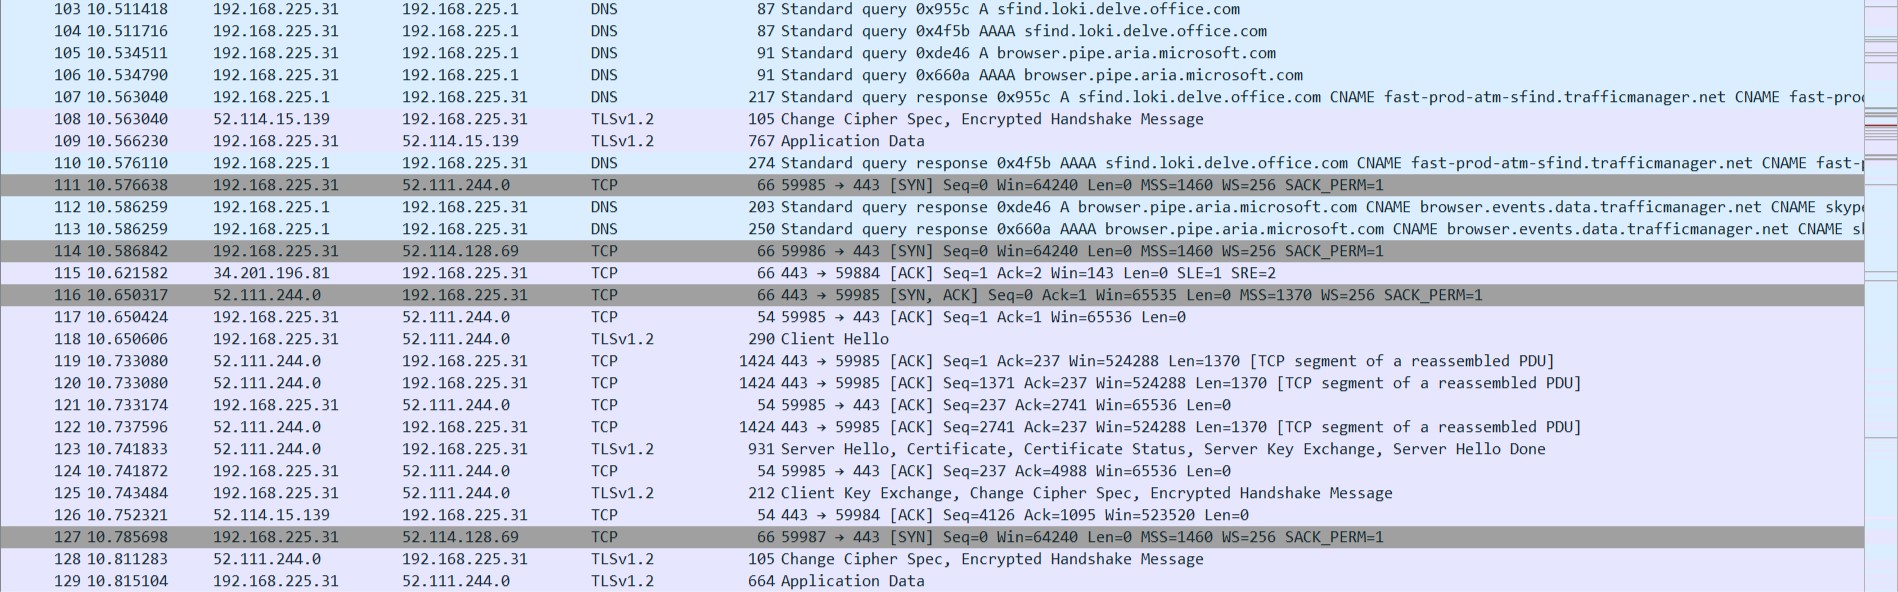 103 10.511418 192.168.225.31 192.168.225.1 DNS 87 Standard query 0x955c A sfind.loki.delve.office.com
104 10.511716 192.168.225.31 192.168.225.1 DNS 87 Standard query 0x4f5b AAAA sfind.loki.delve.office.com
105 10.534511 192.168.225.31 192.168.225.1 DNS 91 Standard query 0xde46 A browser.pipe.aria.microsoft.com
106 10.534790 192.168.225.31 192.168.225.1 DNS 91 Standard query 0x660a AAAA browser.pipe.aria.microsoft.com
107 10.563040 192.168.225.1 192.168.225.31 DNS 217 Standard query response 0x955c A sfind.loki.delve.office.com CNAME fast-prod-atm-sfind.trafficmanager.net CNAME fast-prod
108 10.563040 52.114.15.139 192.168.225.31 TLSv1.2 105 Change Cipher Spec, Encrypted Handshake Message
109 10.566230 192.168.225.31 52.114.15.139 TLSv1.2 767 Application Data
110 10.576110 192.168.225.1 192.168.225.31 DNS 274 Standard query response 0x4f5b AAAA sfind.loki.delve.office.com CNAME fast-prod-atm-sfind.trafficmanager.net CNAME fast-p
111 10.576638 192.168.225.31 52.111.244.0 TCP 66 59985 → 443 [SYN] Seq=0 Win=64240 Len=0 MSS=1460 WS=256 SACK_PERM=1
112 10.586259 192.168.225.1 192.168.225.31 DNS 203 Standard query response 0xde46 A browser.pipe.aria.microsoft.com CNAME browser.events.data.trafficmanager.net CNAME skype
113 10.586259 192.168.225.1 192.168.225.31 DNS 250 Standard query response 0x660a AAAA browser.pipe.aria.microsoft.com CNAME browser.events.data.trafficmanager.net CNAME sk
114 10.586842 192.168.225.31 52.114.128.69 TCP 66 59986 → 443 [SYN] Seq=0 Win=64240 Len=0 MSS=1460 WS=256 SACK_PERM=1
115 10.621582 34.201.196.81 192.168.225.31 TCP 66 443 → 59884 [ACK] Seq=1 Ack=2 Win=143 Len=0 SLE=1 SRE=2
116 10.650317 52.111.244.0 192.168.225.31 TCP 66 443 → 59985 [SYN, ACK] Seq=0 Ack=1 Win=65535 Len=0 MSS=1370 WS=256 SACK_PERM=1
117 10.650424 192.168.225.31 52.111.244.0 TCP 54 59985 → 443 [ACK] Seq=1 Ack=1 Win=65536 Len=0
118 10.650606 192.168.225.31 52.111.244.0 TLSv1.2 290 Client Hello
119 10.733080 52.111.244.0 192.168.225.31 TCP 1424 443 → 59985 [ACK] Seq=1 Ack=237 Win=524288 Len=1370 [TCP segment of a reassembled PDU]
120 10.733080 52.111.244.0 192.168.225.31 TCP 1424 443 → 59985 [ACK] Seq=1371 Ack=237 Win=524288 Len=1370 [TCP segment of a reassembled PDU]
121 10.733174 192.168.225.31 52.111.244.0 TCP 54 59985 → 443 [ACK] Seq=237 Ack=2741 Win=65536 Len=0
122 10.737596 52.111.244.0 192.168.225.31 TCP 1424 443 → 59985 [ACK] Seq=2741 Ack=237 Win=524288 Len=1370 [TCP segment of a reassembled PDU]
123 10.741833 52.111.244.0 192.168.225.31 TLSv1.2 931 Server Hello, Certificate, Certificate Status, Server Key Exchange, Server Hello Done
124 10.741872 192.168.225.31 52.111.244.0 TCP 54 59985 → 443 [ACK] Seq=237 Ack=4988 Win=65536 Len=0
125 10.743484 192.168.225.31 52.111.244.0 TLSv1.2 212 Client Key Exchange, Change Cipher Spec, Encrypted Handshake Message
126 10.752321 52.114.15.139 192.168.225.31 TCP 54 443 → 59984 [ACK] Seq=4126 Ack=1095 Win=523520 Len=0
127 10.785698 192.168.225.31 52.114.128.69 TCP 66 59987 → 443 [SYN] Seq=0 Win=64240 Len=0 MSS=1460 WS=256 SACK_PERM=1
128 10.811283 52.111.244.0 192.168.225.31 TLSv1.2 105 Change Cipher Spec, Encrypted Handshake Message
129 10.815104 192.168.225.31 52.111.244.0 TLSv1.2 664 Application Data